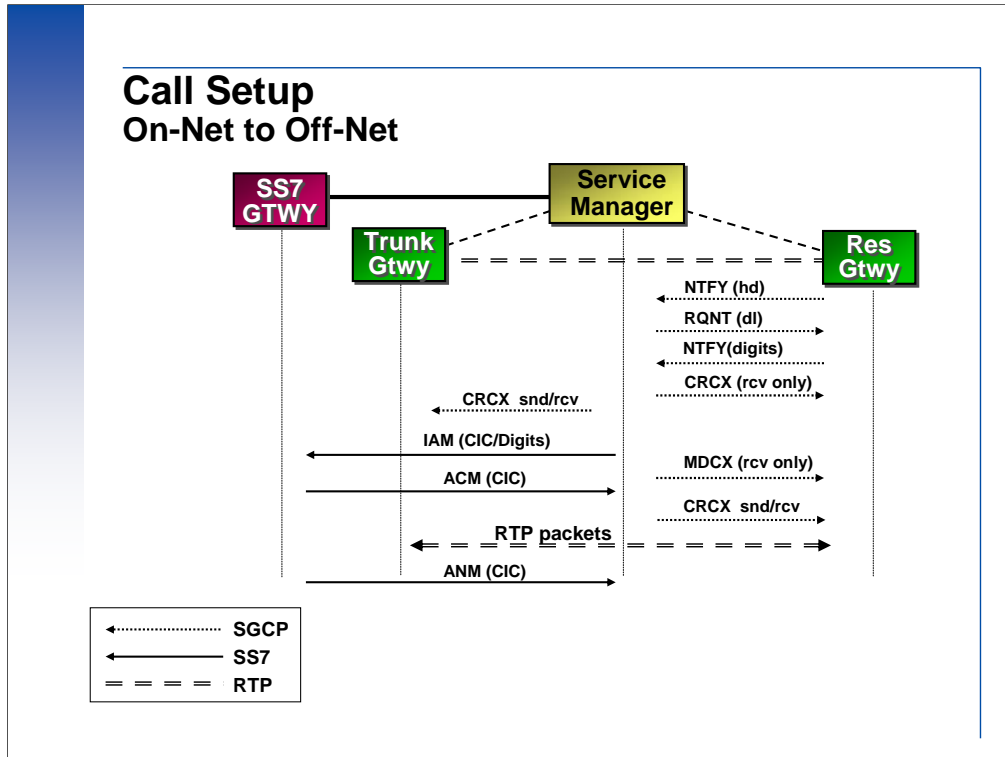 Call Setup
On-Net to Off-Net
SS7
GTWY
Service
Manager
Trunk
Gtwy
Res
Gtwy
NTFY (hd)
RQNT (dl)
NTFY(digits)
CRCX (rcv only)
CRCX snd/rcv
IAM (CIC/Digits)
MDCX (rcv only)
ACM (CIC)
CRCX snd/rcv
RTP packets
ANM (CIC)
SGCP
SS7
RTP